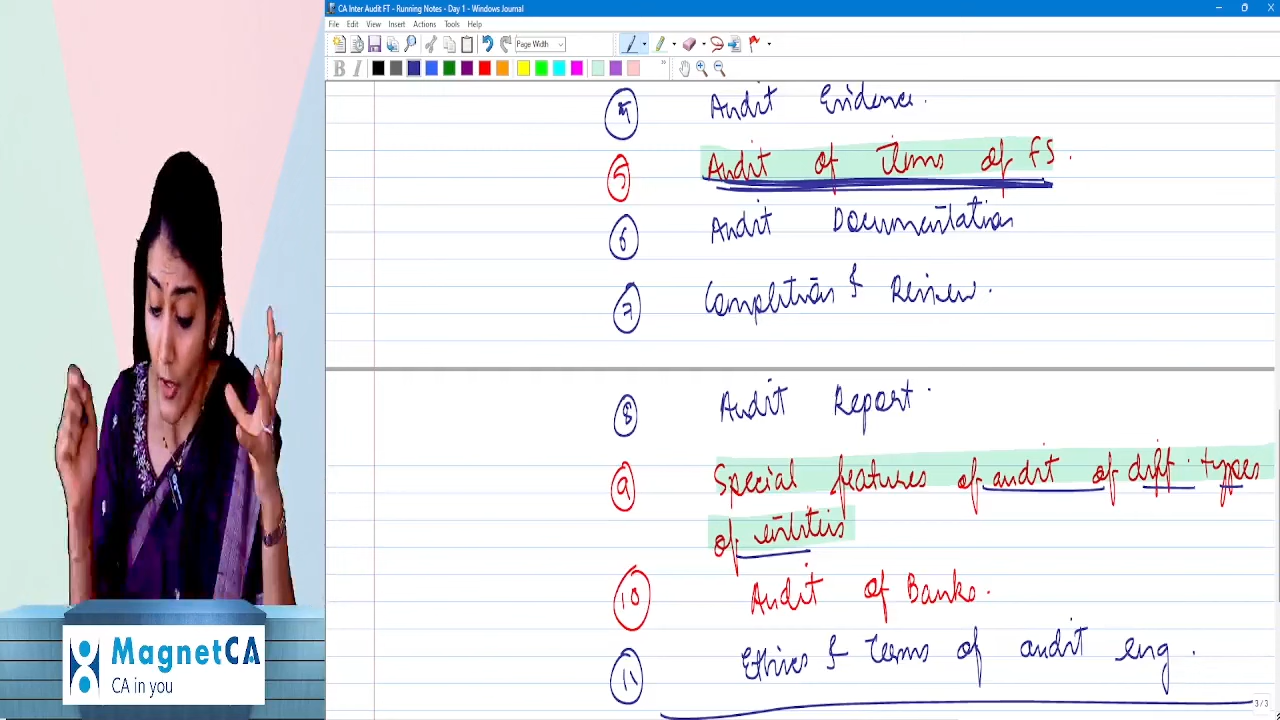 CA Inter Audit FT - Running Notes - Day 1 - Windows Journal
File Edit View Insert Actions Tools Help
Page Width
B I
4 Audit Evidence.
5 Audit of Items of FS.
6 Audit Documentation
7 Completion & Review.
8 Audit Report.
9 Special features of audit of diff. types
of entities
10 Audit of Banks.
11 Ethics & Terms of audit eng.
3/3
MagnetCA
CA in you